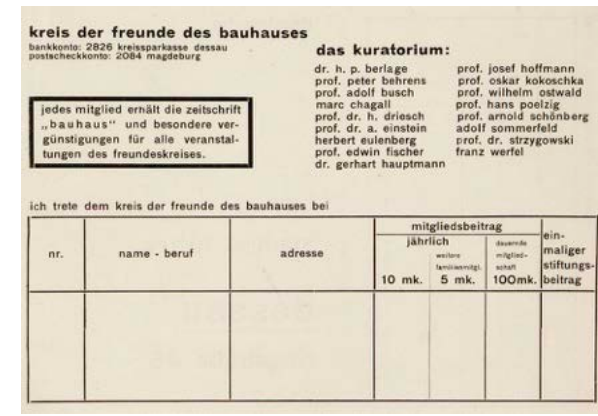 kreis der freunde des bauhauses
bankkonto: 2826 kreissparkasse dessau
postscheckkonto: 2084 magdeburg
jedes mitglied erhält die zeitschrift
„bauhaus" und besondere ver-
günstigungen für alle veranstal-
tungen des freundeskreises.
das kuratorium:
dr. h. p. berlage
prof. peter behrens
prof. adolf busch
marc chagall
prof. dr. h. driesch
prof. dr. a. einstein
herbert eulenberg
prof. edwin fischer
dr. gerhart hauptmann
prof. josef hoffmann
prof. oskar kokoschka
prof. wilhelm ostwald
prof. hans poelzig
prof. arnold schönberg
adolf sommerfeld
prof. dr. strzygowski
franz werfel
ich trete dem kreis der freunde des bauhauses bei
nr.
name - beruf
adresse
mitgliedsbeitrag
jährlich
10 mk.
weitere
familienmitgl.
5 mk.
dauernde
mitglied-
schaft
100mk.
ein-
maliger
stiftungs-
beitrag